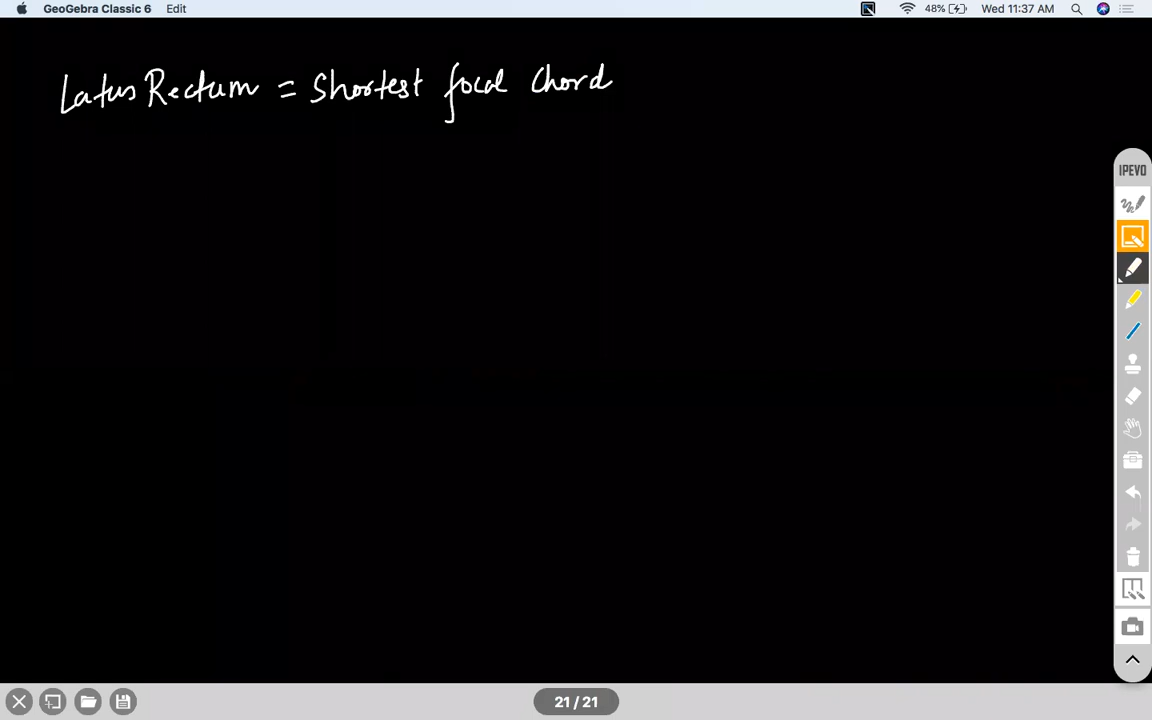 GeoGebra Classic 6 Edit 48% Wed 11:37 AM
Latus Rectum = Shortest focal chord
IPEVO
21 / 21